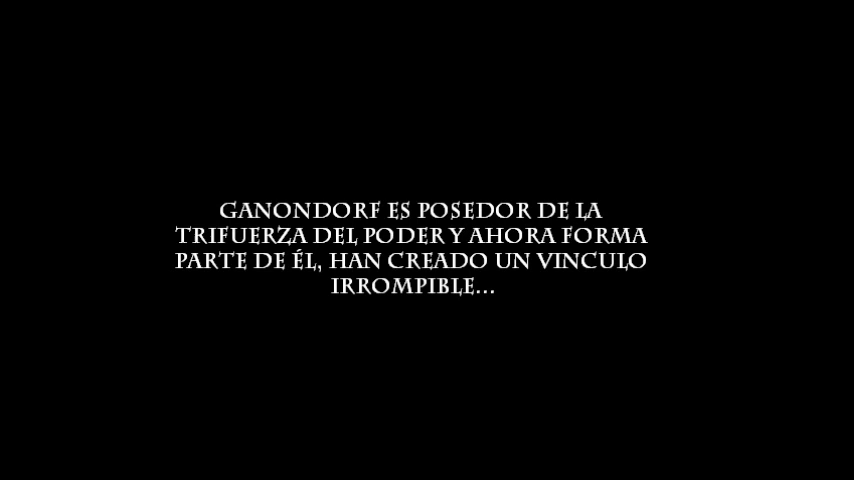 GANONDORF ES POSEDOR DE LA
TRIFUERZA DEL PODER Y AHORA FORMA
PARTE DE ÉL, HAN CREADO UN VINCULO
IRROMPIBLE...